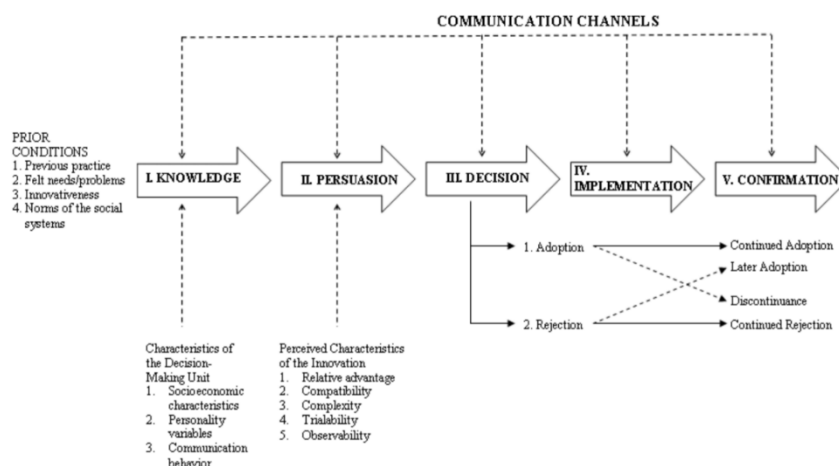 COMMUNICATION CHANNELS
PRIOR
CONDITIONS
1. Previous practice
2. Felt needs/problems
3. Innovativeness
4. Norms of the social
systems
I. KNOWLEDGE
II. PERSUASION
III. DECISION
IV.
IMPLEMENTATION
V. CONFIRMATION
1. Adoption
2. Rejection
Continued Adoption
Later Adoption
Discontinuance
Continued Rejection
Characteristics of
the Decision-
Making Unit
1. Socioeconomic
characteristics
2. Personality
variables
3. Communication
behavior
Perceived Characteristics
of the Innovation
1. Relative advantage
2. Compatibility
3. Complexity
4. Trialability
5. Observability